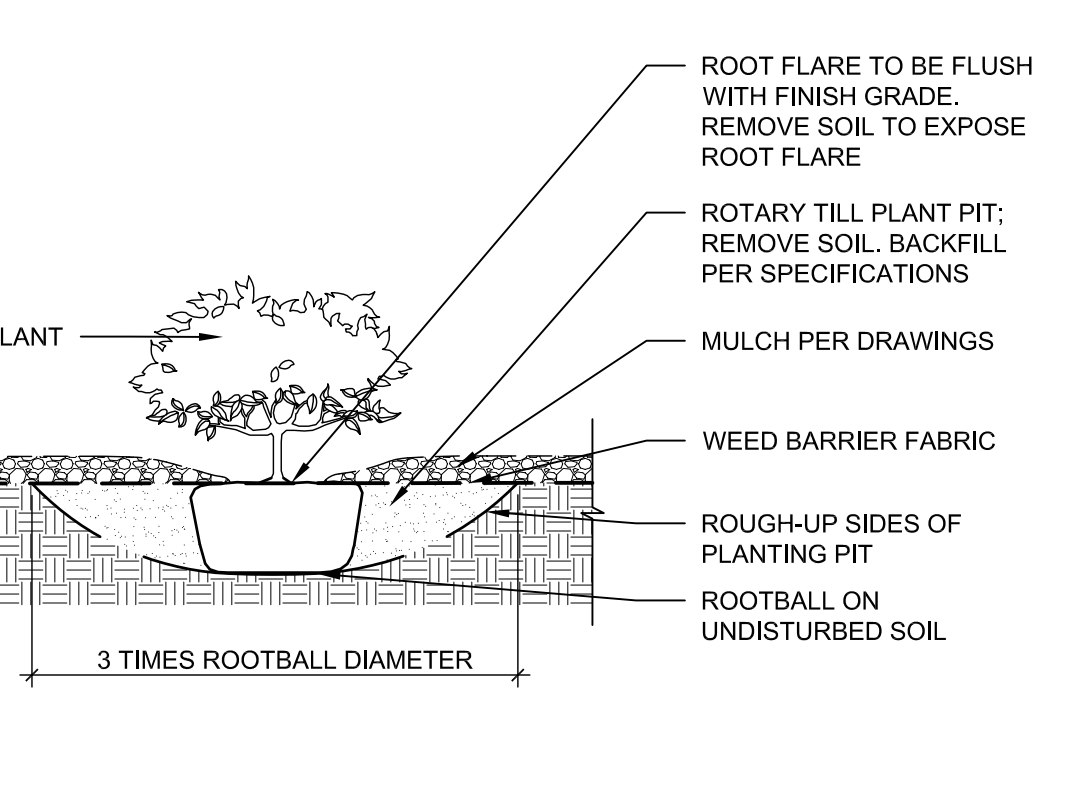 ROOT FLARE TO BE FLUSH
WITH FINISH GRADE.
REMOVE SOIL TO EXPOSE
ROOT FLARE
ROTARY TILL PLANT PIT;
REMOVE SOIL. BACKFILL
PER SPECIFICATIONS
LANT
MULCH PER DRAWINGS
WEED BARRIER FABRIC
ROUGH-UP SIDES OF
PLANTING PIT
ROOTBALL ON
UNDISTURBED SOIL
3 TIMES ROOTBALL DIAMETER